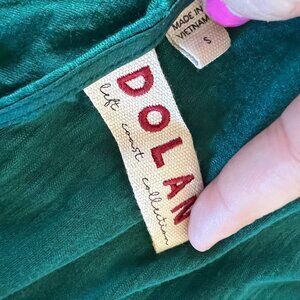 MADE IN
VIETNAM
S
DOLAN
left coast collection